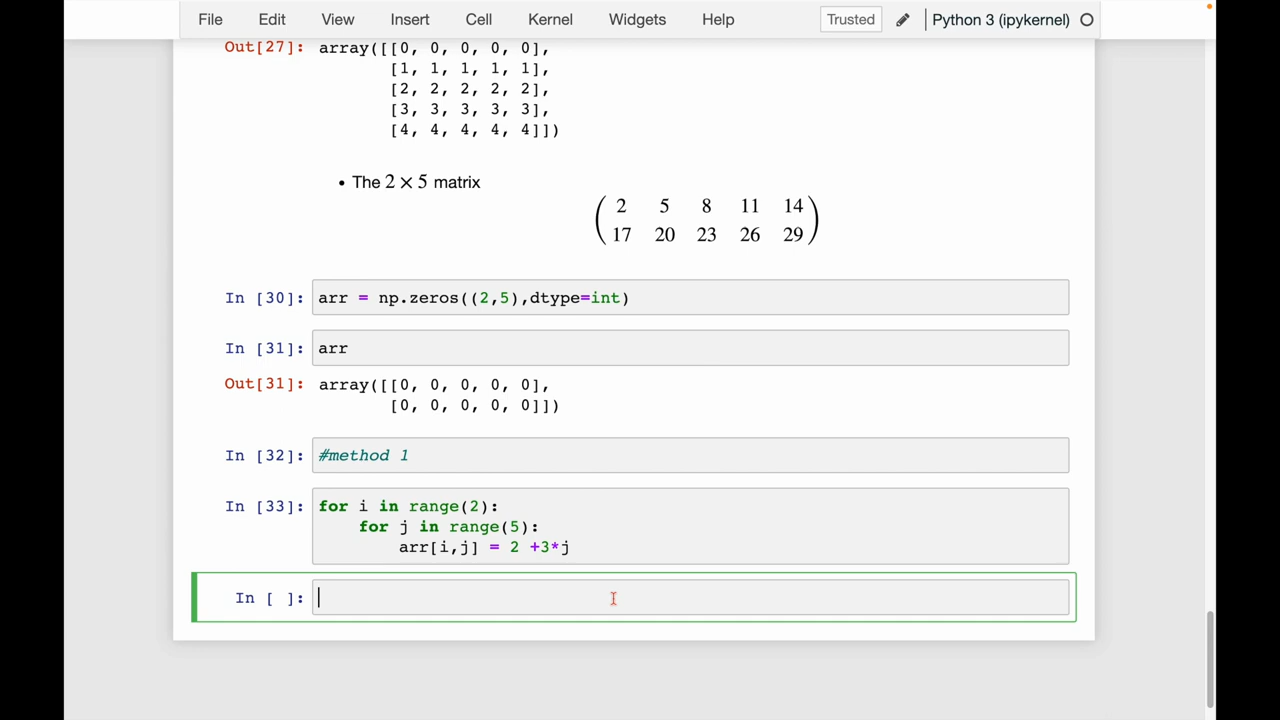 File Edit View Insert Cell Kernel Widgets Help Trusted Python 3 (ipykernel)
Out[27]: array([[0, 0, 0, 0, 0],
[1, 1, 1, 1, 1],
[2, 2, 2, 2, 2],
[3, 3, 3, 3, 3],
[4, 4, 4, 4, 4]])
• The 2 × 5 matrix
2 5 8 11 14
17 20 23 26 29
In [30]: arr = np.zeros((2,5),dtype=int)
In [31]: arr
Out[31]: array([[0, 0, 0, 0, 0],
[0, 0, 0, 0, 0]])
In [32]: #method 1
In [33]: for i in range(2):
for j in range(5):
arr[i,j] = 2 +3*j
In [ ]: